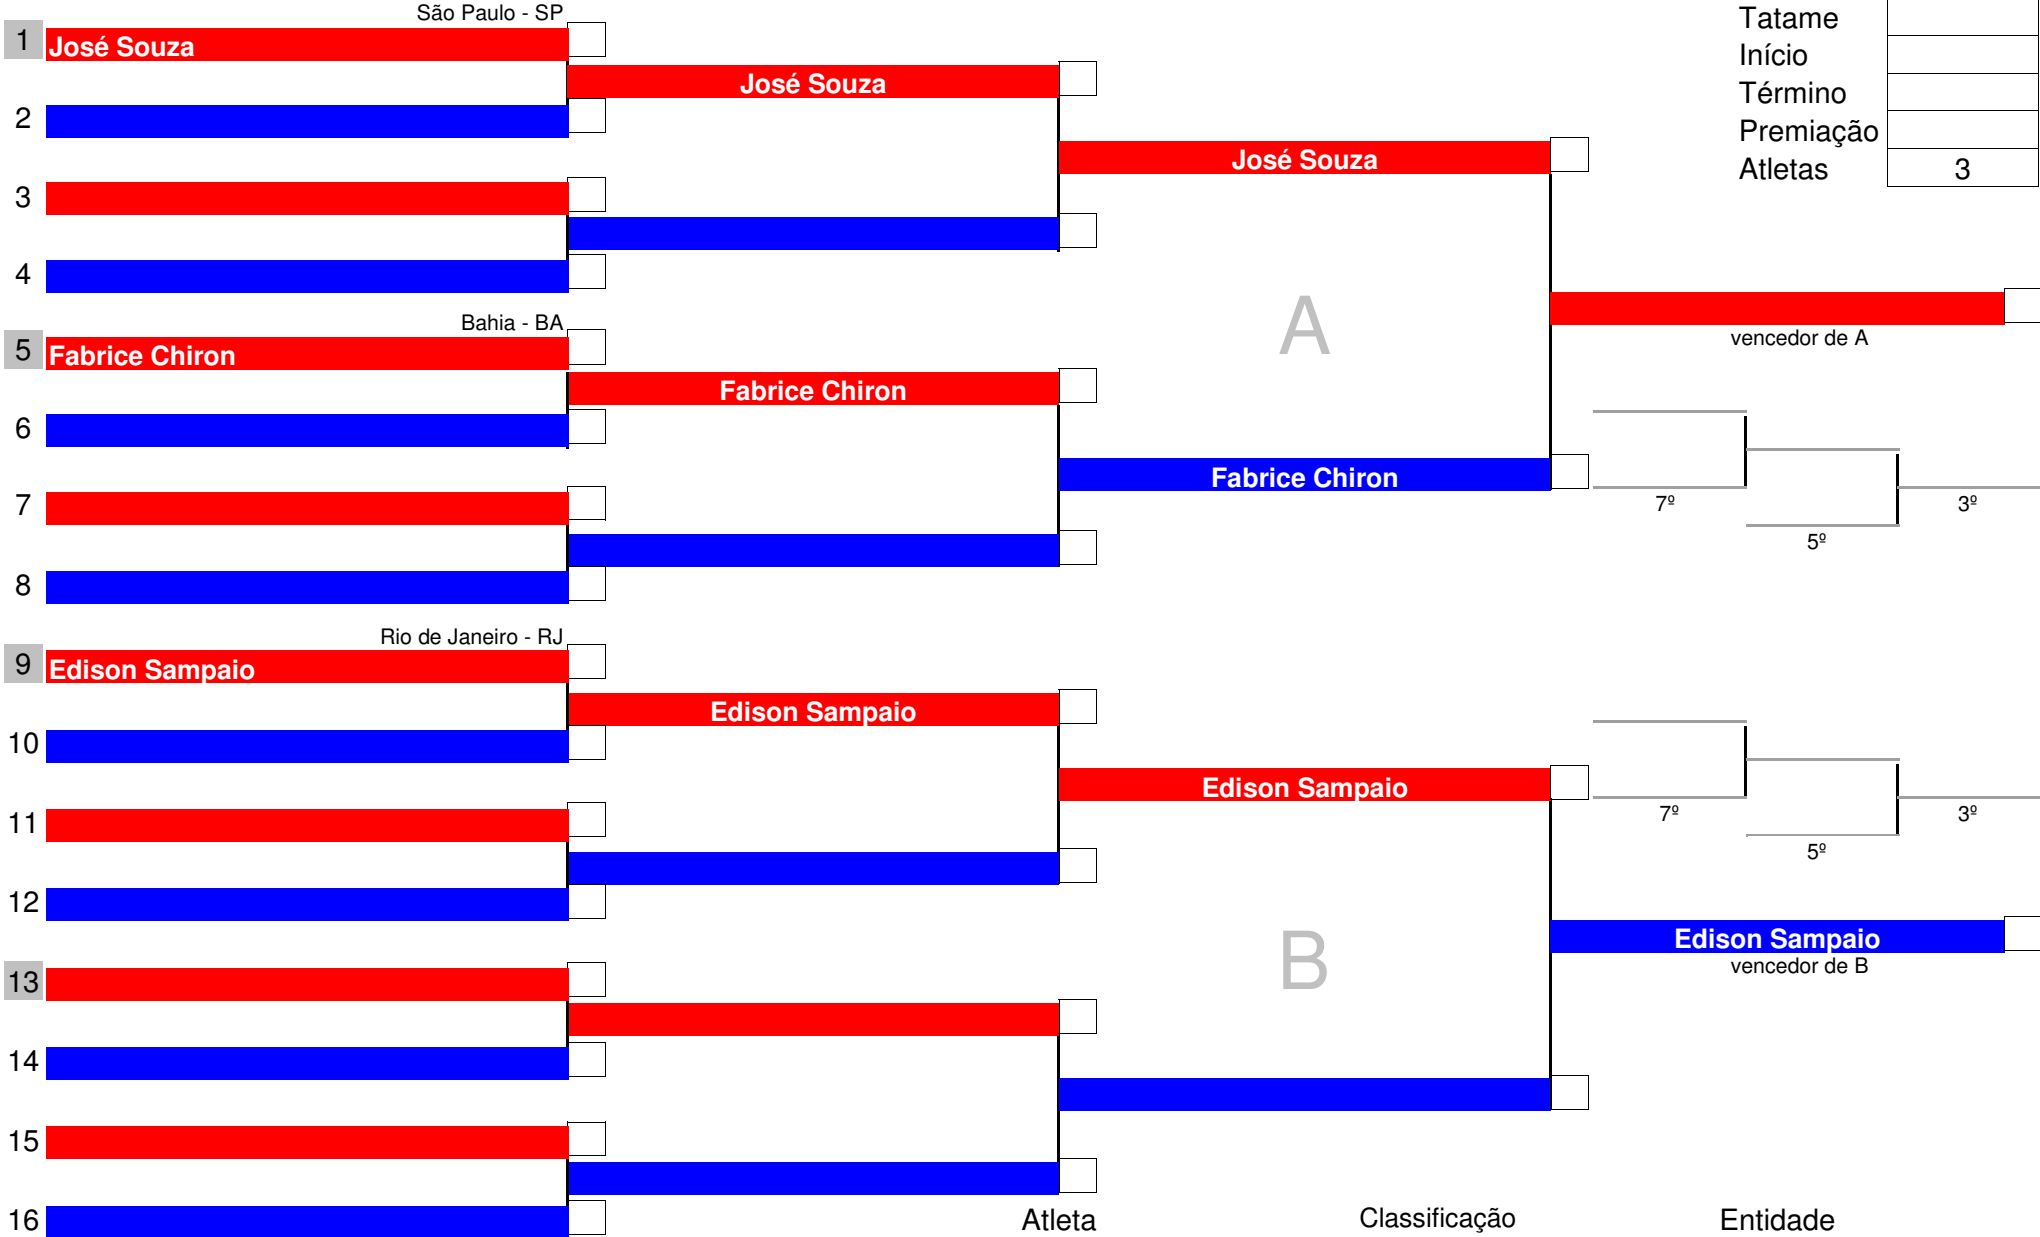 São Paulo - SP
1 José Souza
José Souza
2
José Souza
3
4
Bahia - BA
5 Fabrice Chiron
Fabrice Chiron
6
Fabrice Chiron
7
8
A
vencedor de A
7º
5º
3º
Rio de Janeiro - RJ
9 Edison Sampaio
Edison Sampaio
10
Edison Sampaio
11
12
7º
5º
3º
B
Edison Sampaio
vencedor de B
13
14
15
16
Tatame
Início
Término
Premiação
Atletas 3
Atleta Classificação Entidade